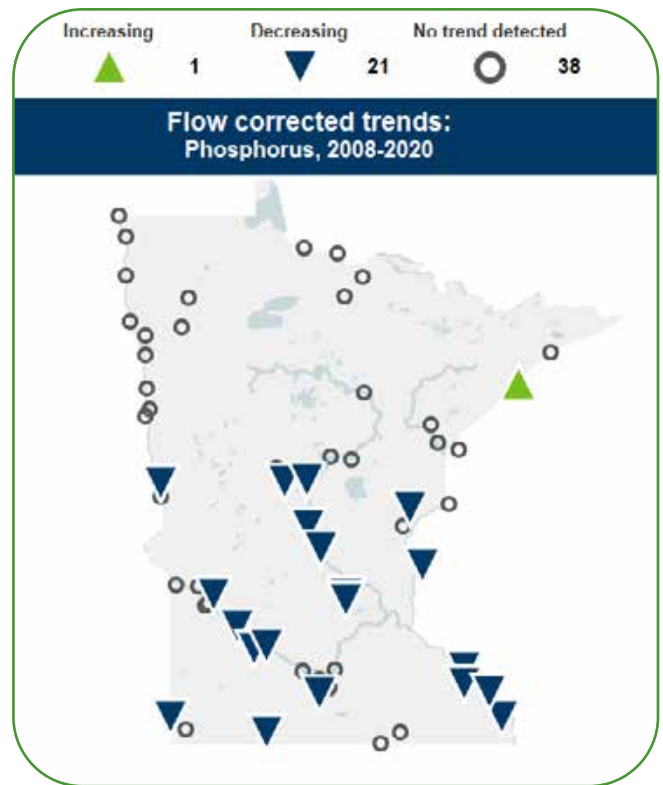 Increasing Decreasing No trend detected
1 21 38
Flow corrected trends:
Phosphorus, 2008-2020